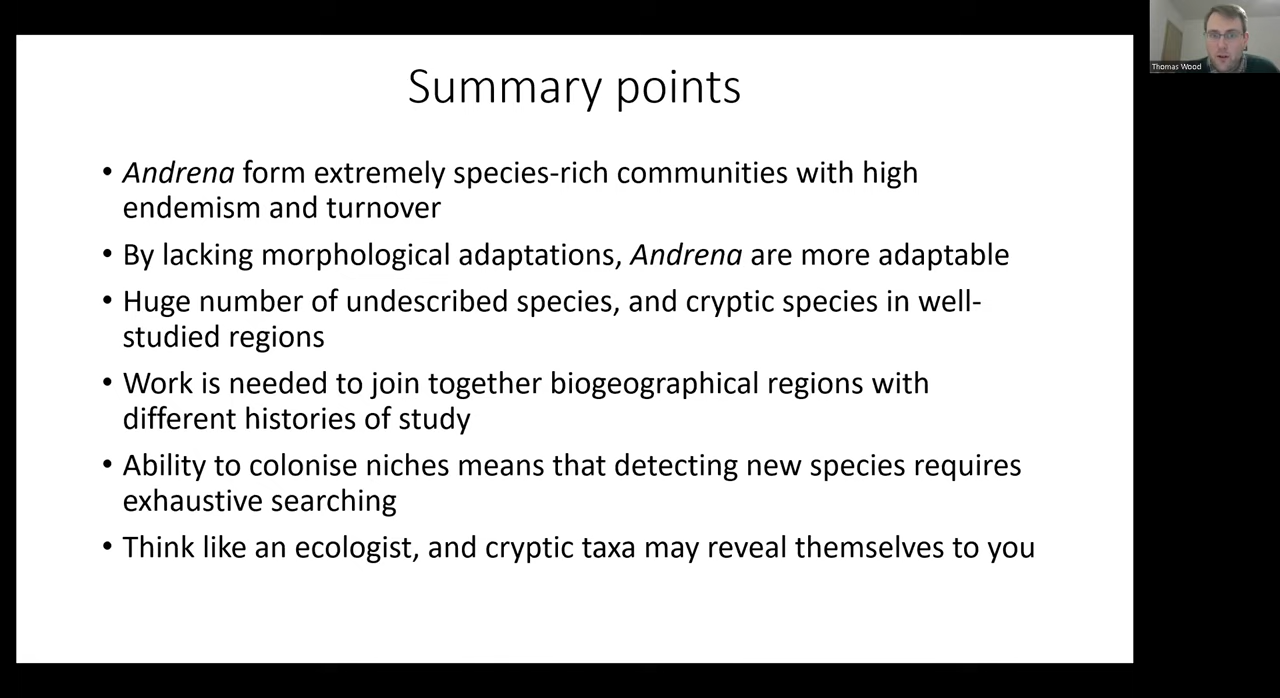 Summary points
• Andrena form extremely species-rich communities with high
endemism and turnover
• By lacking morphological adaptations, Andrena are more adaptable
• Huge number of undescribed species, and cryptic species in well-
studied regions
• Work is needed to join together biogeographical regions with
different histories of study
• Ability to colonise niches means that detecting new species requires
exhaustive searching
• Think like an ecologist, and cryptic taxa may reveal themselves to you
Thomas Wood